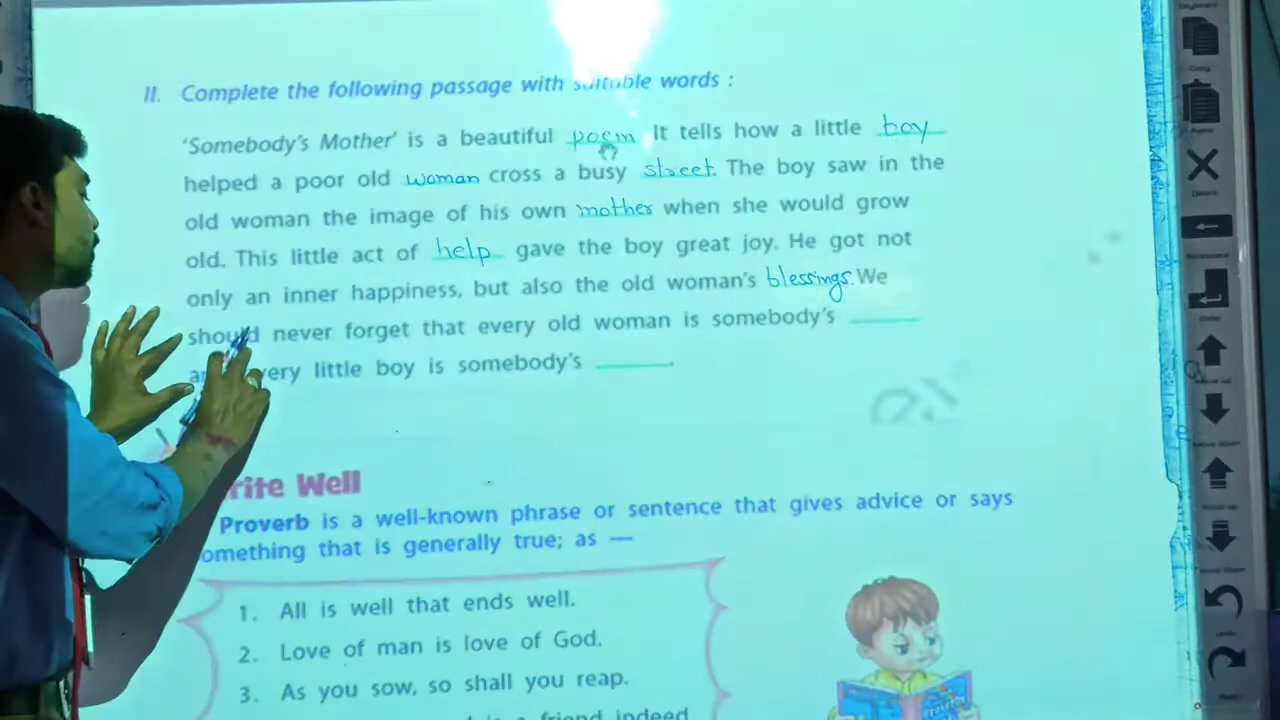 II. Complete the following passage with suitable words :
'Somebody's Mother' is a beautiful poem It tells how a little boy
helped a poor old woman cross a busy street. The boy saw in the
old woman the image of his own mother when she would grow
old. This little act of help gave the boy great joy. He got not
only an inner happiness, but also the old woman's blessings. We
should never forget that every old woman is somebody's ______
very little boy is somebody's ______.
rite Well
Proverb is a well-known phrase or sentence that gives advice or says
omething that is generally true; as —
1. All is well that ends well.
2. Love of man is love of God.
3. As you sow, so shall you reap.
friend indeed